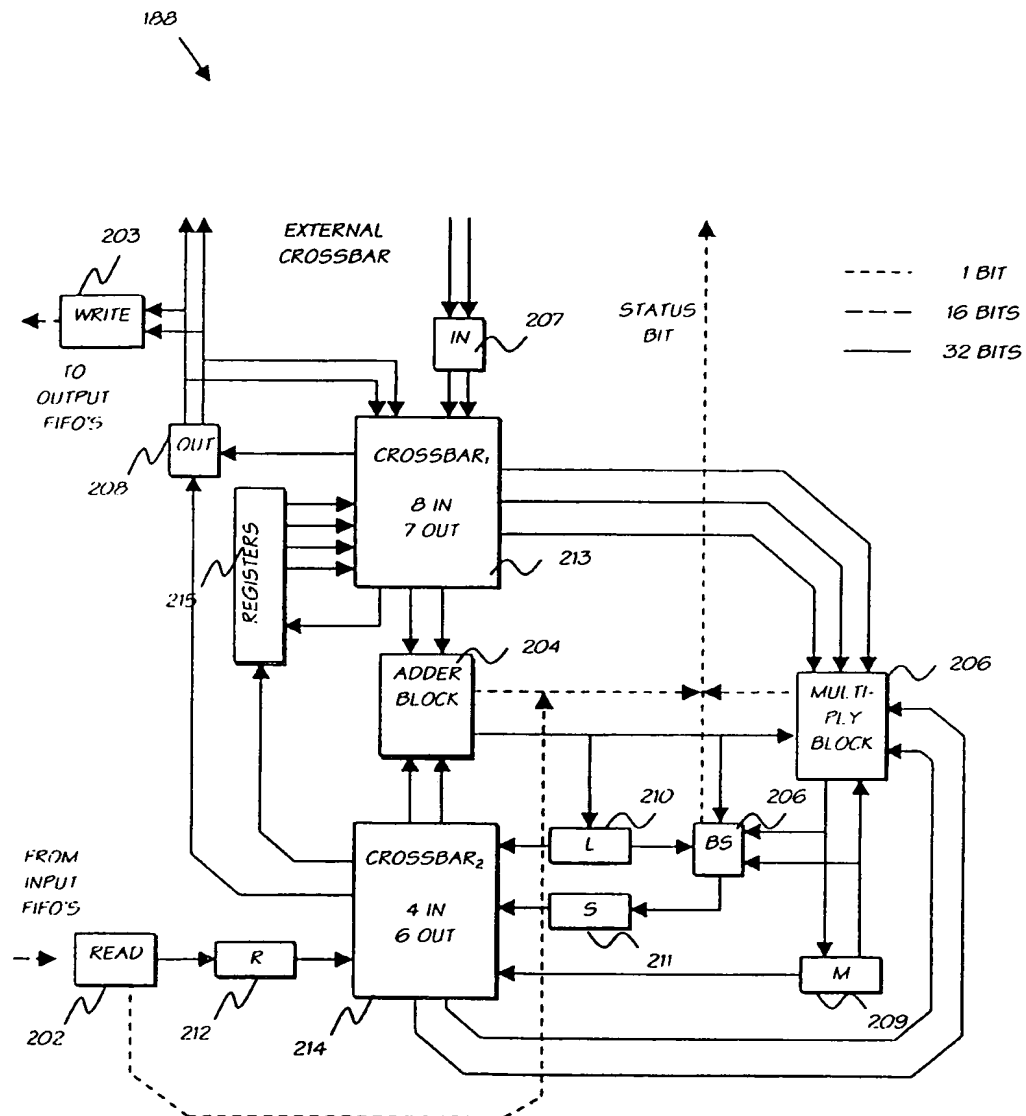 188
EXTERNAL
CROSSBAR
203
WRITE
TO
OUTPUT
FIFO'S
IN
207
STATUS
BIT
1 BIT
16 BITS
32 BITS
OUT
208
CROSSBAR₁
8 IN
7 OUT
213
REGISTERS
215
204
ADDER
BLOCK
206
MULTI-
PLY
BLOCK
210
L
206
BS
CROSSBAR₂
4 IN
6 OUT
S
211
FROM
INPUT
FIFO'S
READ
R
M
202
212
214
209